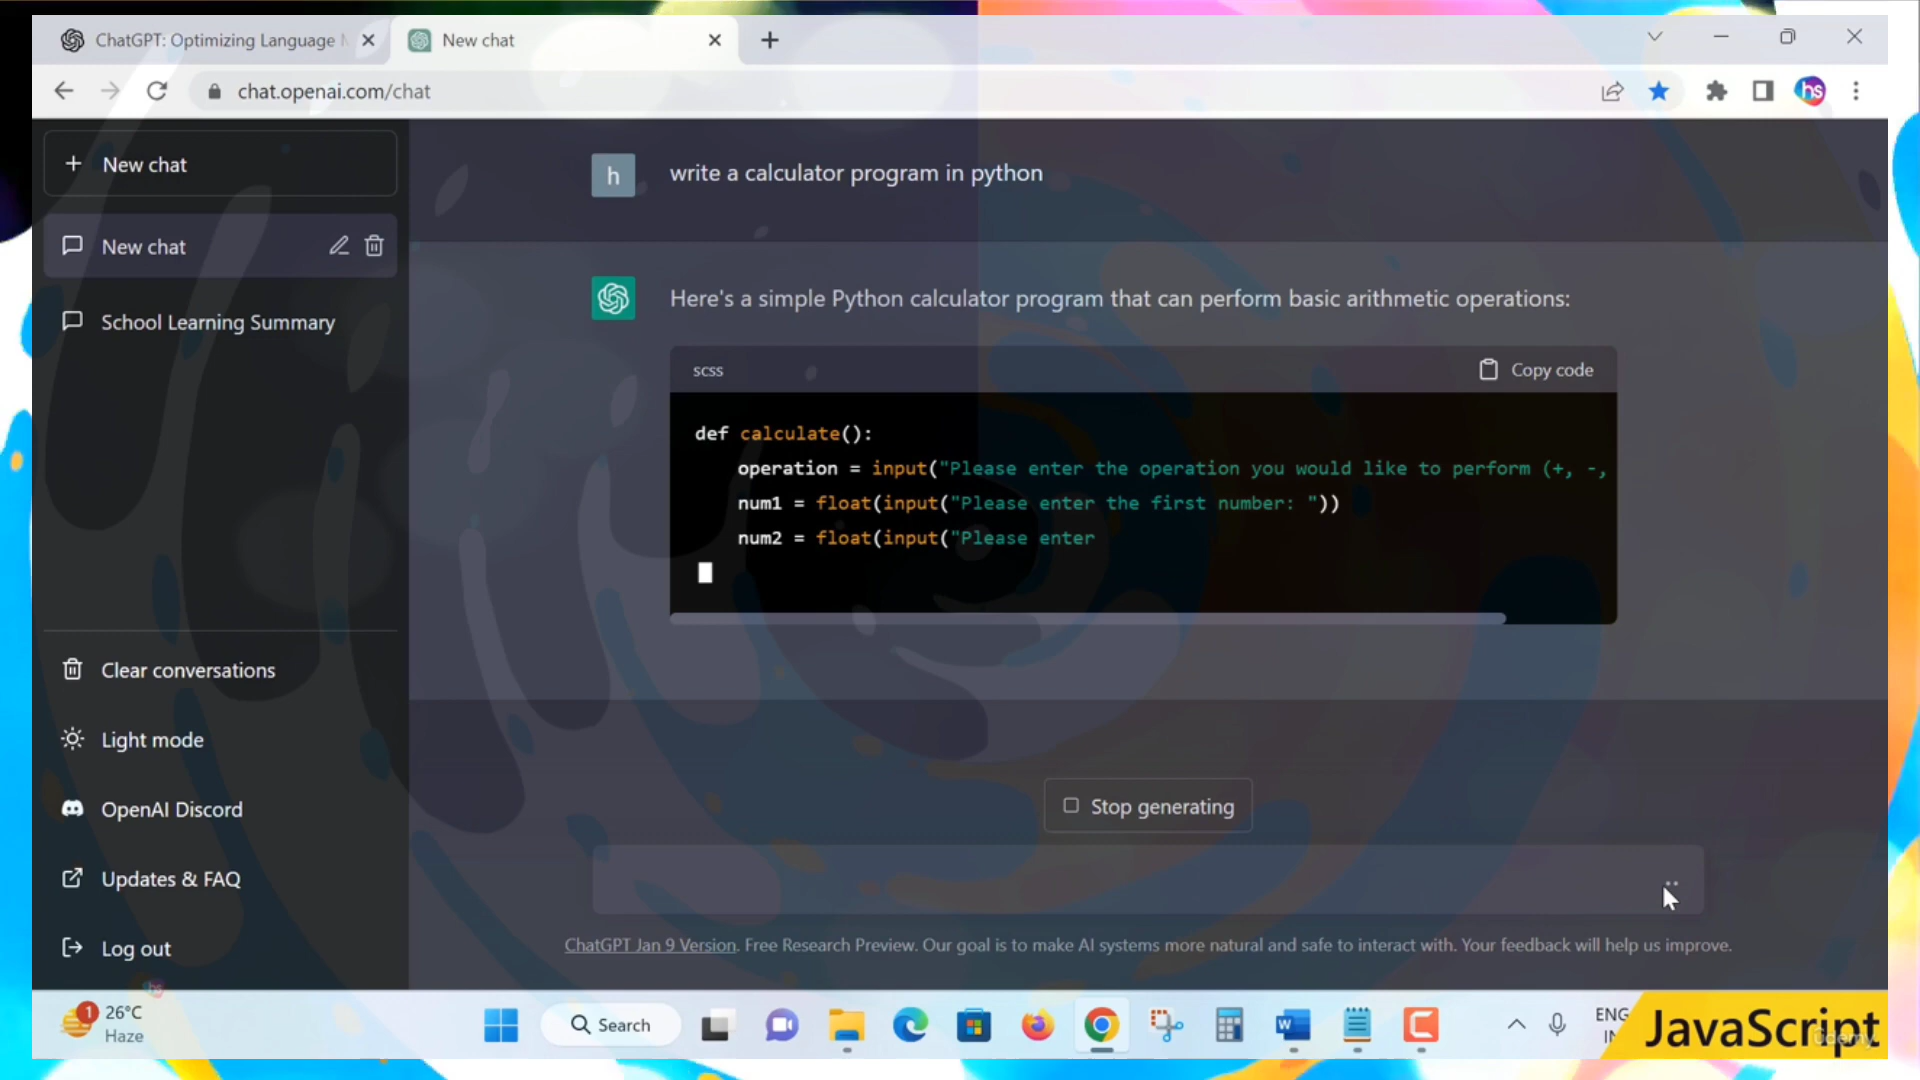 ChatGPT: Optimizing Language
New chat
chat.openai.com/chat
hs
New chat
New chat
School Learning Summary
Clear conversations
Light mode
OpenAI Discord
Updates & FAQ
Log out
h
write a calculator program in python
Here's a simple Python calculator program that can perform basic arithmetic operations:
scss
Copy code
def calculate():
operation = input("Please enter the operation you would like to perform (+, -,
num1 = float(input("Please enter the first number: "))
num2 = float(input("Please enter
Stop generating
ChatGPT Jan 9 Version. Free Research Preview. Our goal is to make AI systems more natural and safe to interact with. Your feedback will help us improve.
1
26°C
Haze
Search
W
ENG
IN
JavaScript
udemy